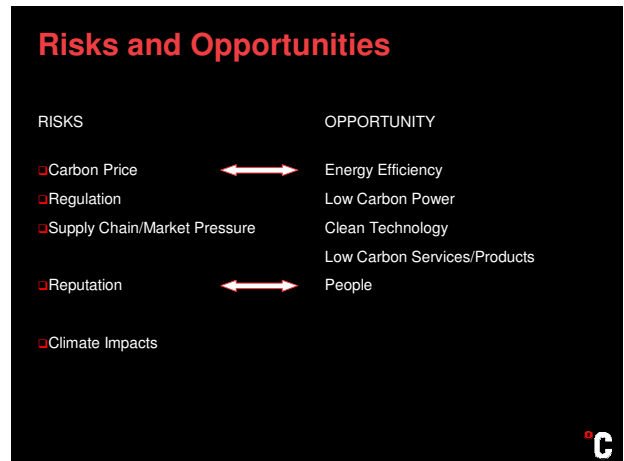 Risks and Opportunities
RISKS
OPPORTUNITY
Carbon Price
Energy Efficiency
Regulation
Low Carbon Power
Supply Chain/Market Pressure
Clean Technology
Low Carbon Services/Products
Reputation
People
Climate Impacts
°C